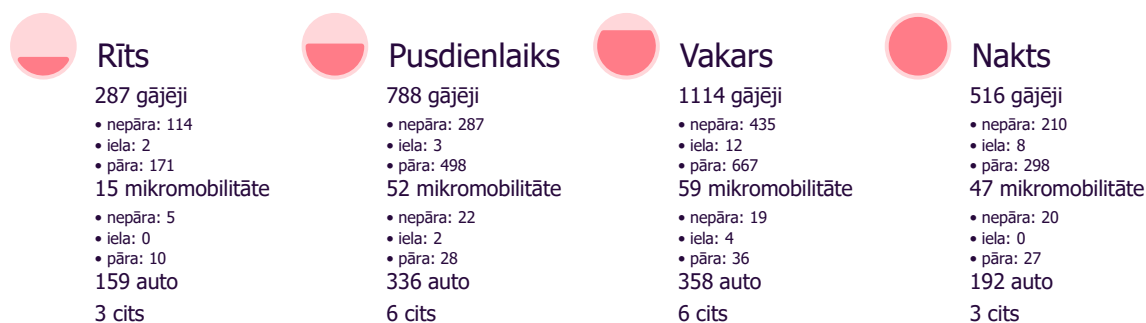 Rīts
287 gājēji
• nepāra: 114
• iela: 2
• pāra: 171
15 mikromobilitāte
• nepāra: 5
• iela: 0
• pāra: 10
159 auto
3 cits
Pusdienlaiks
788 gājēji
• nepāra: 287
• iela: 3
• pāra: 498
52 mikromobilitāte
• nepāra: 22
• iela: 2
• pāra: 28
336 auto
6 cits
Vakars
1114 gājēji
• nepāra: 435
• iela: 12
• pāra: 667
59 mikromobilitāte
• nepāra: 19
• iela: 4
• pāra: 36
358 auto
6 cits
Nakts
516 gājēji
• nepāra: 210
• iela: 8
• pāra: 298
47 mikromobilitāte
• nepāra: 20
• iela: 0
• pāra: 27
192 auto
3 cits